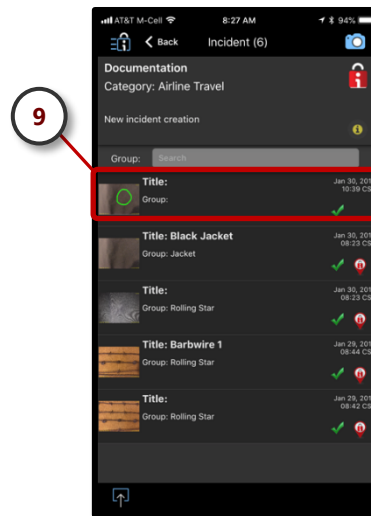 AT&T M-Cell 8:27 AM 94%
Back Incident (6)
Documentation
Category: Airline Travel
New incident creation
Group: Search
9
Title: Jan 30, 201
Group: 10:39 CS
Title: Black Jacket Jan 30, 201
Group: Jacket 08:23 CS
Title: Jan 30, 201
Group: Rolling Star 08:23 CS
Title: Barbwire 1 Jan 29, 201
Group: Rolling Star 08:44 CS
Title: Jan 29, 201
Group: Rolling Star 08:42 CS